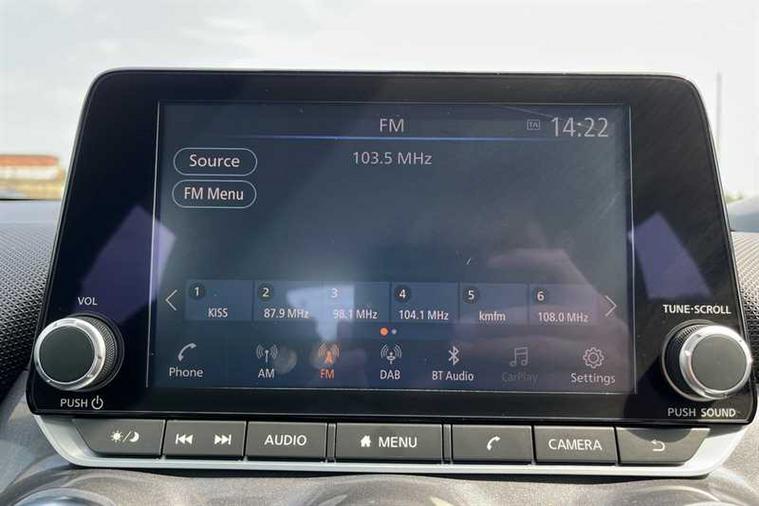 FM
TA
14:22
Source
103.5 MHz
FM Menu
1 KISS
2 87.9 MHz
3 98.1 MHz
4 104.1 MHz
5 kmfm
6 108.0 MHz
VOL
TUNE·SCROLL
Phone
AM
FM
DAB
BT Audio
CarPlay
Settings
PUSH
PUSH SOUND
AUDIO
MENU
CAMERA